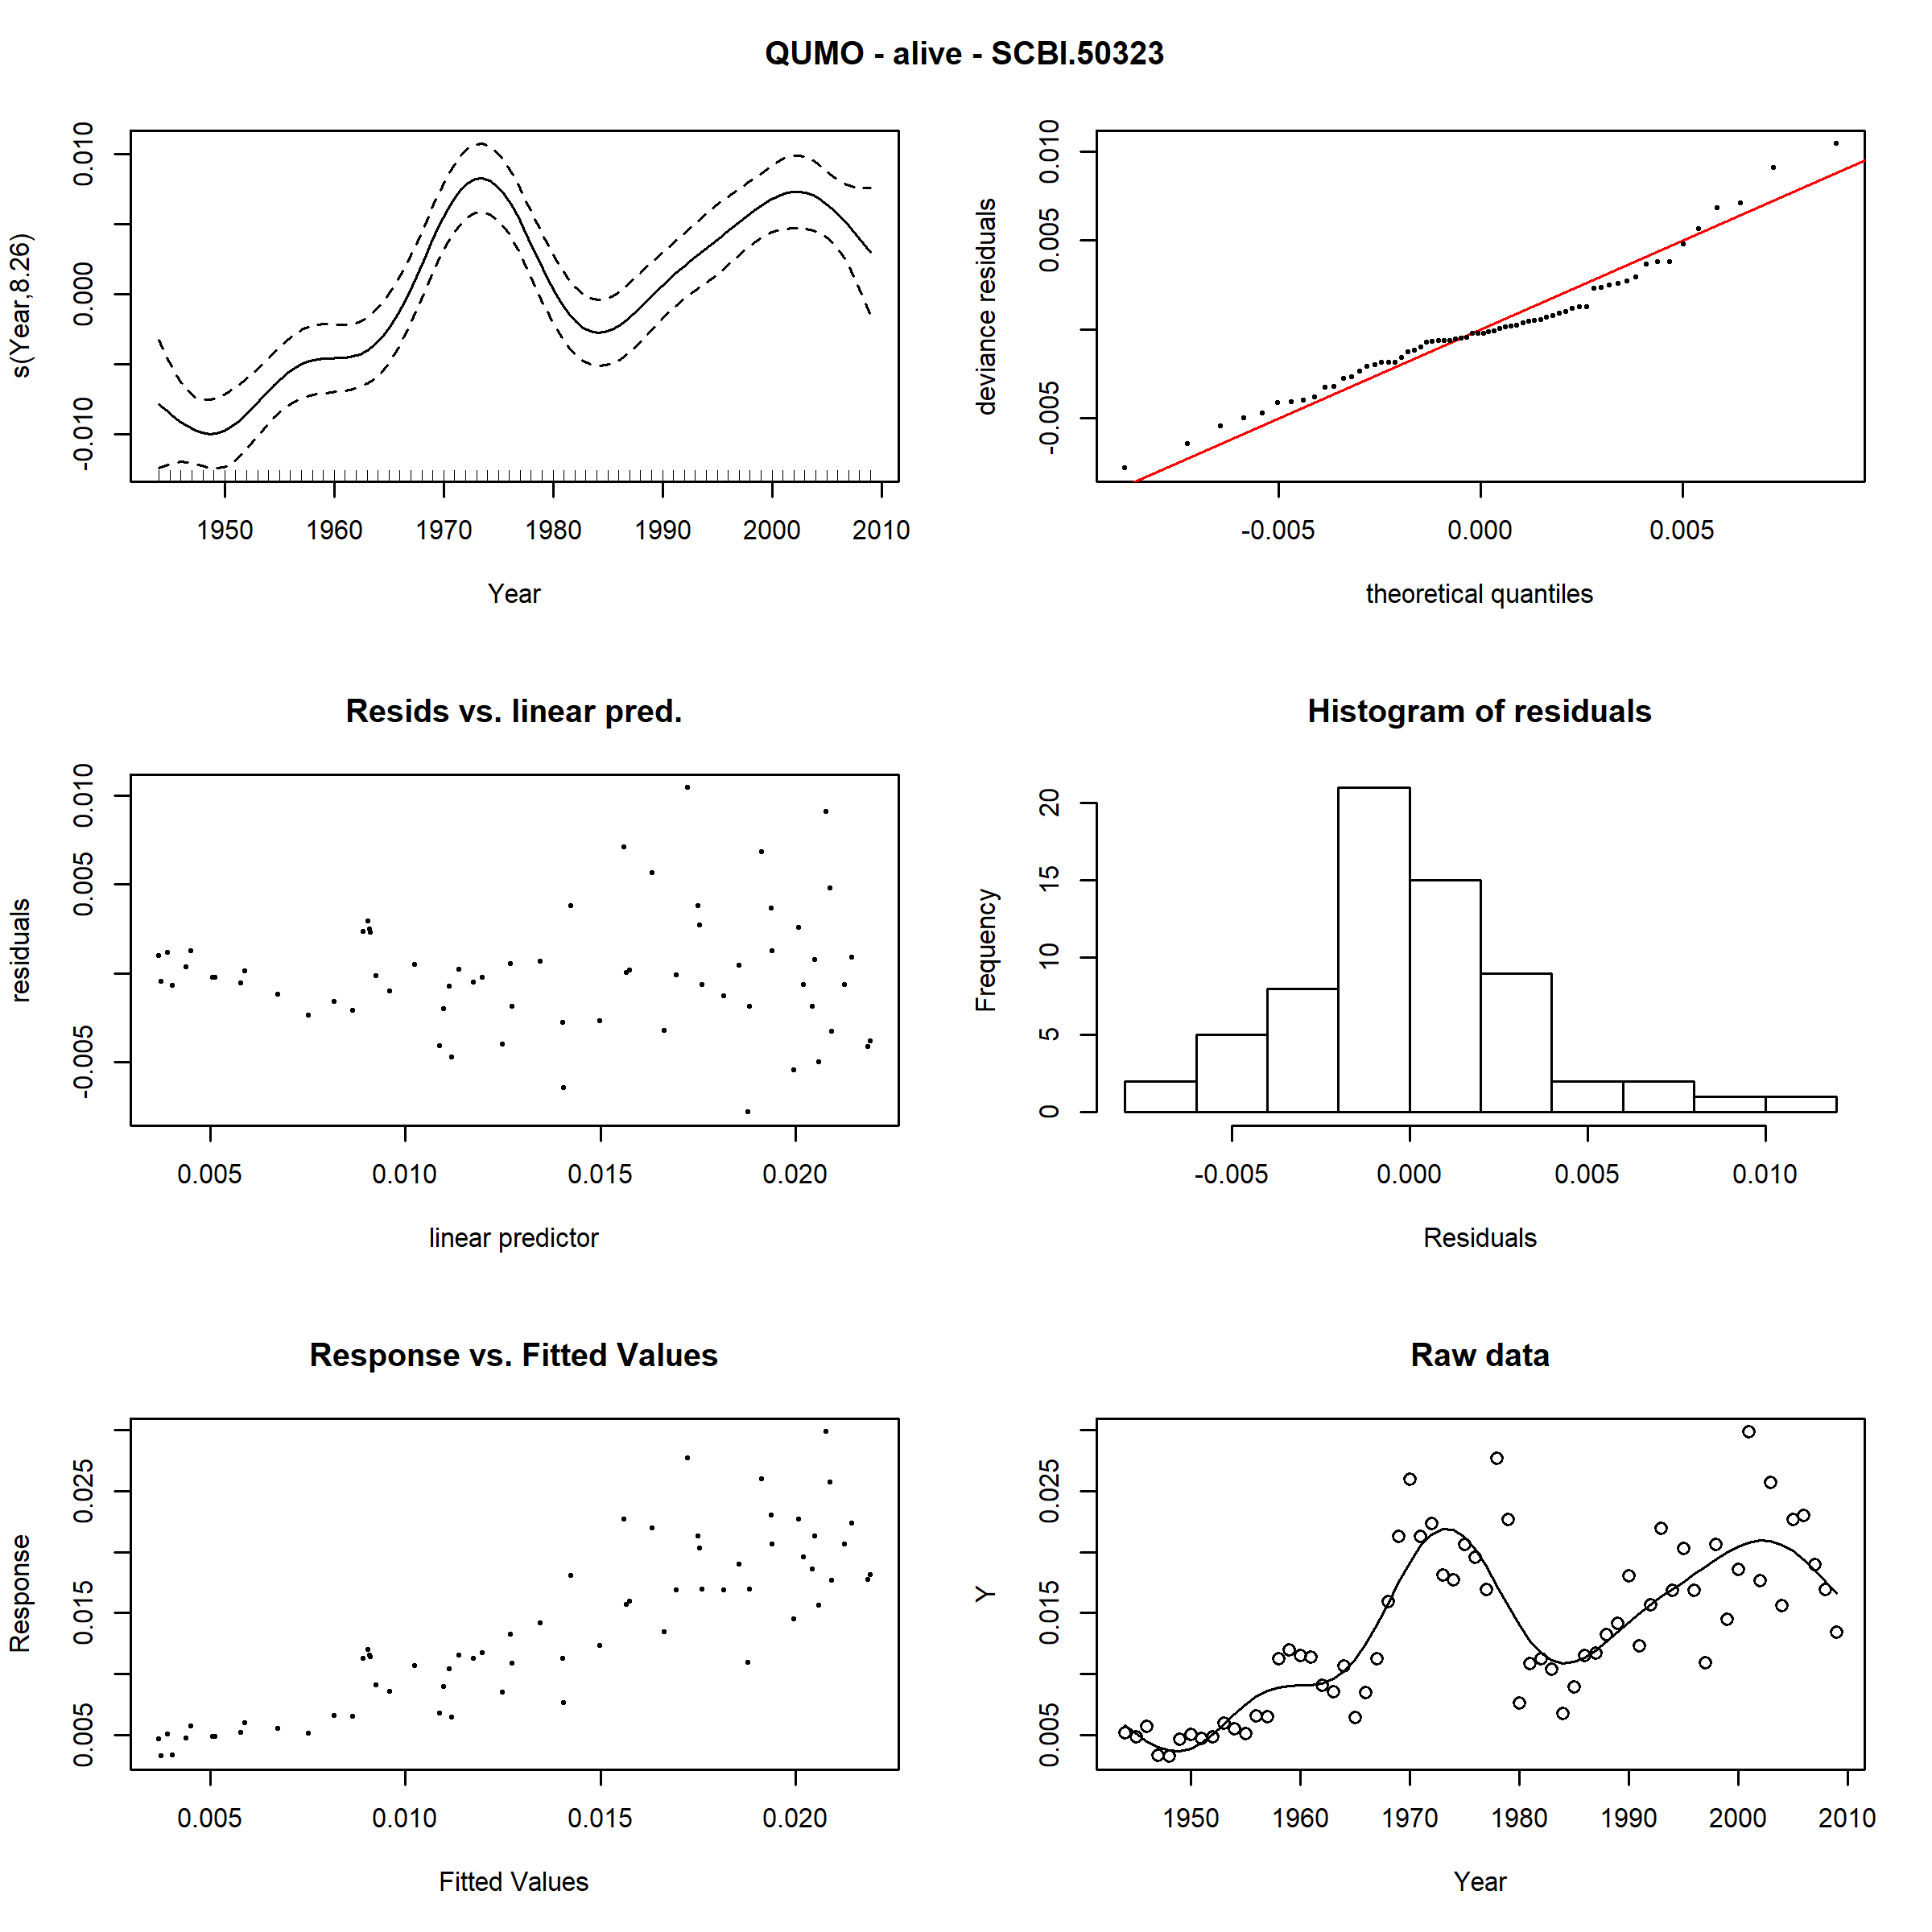 QUMO - alive - SCBI.50323
s(Year,8.26)
-0.010 0.000 0.010
1950 1960 1970 1980 1990 2000 2010
Year
deviance residuals
-0.005 0.005 0.010
-0.005 0.000 0.005
theoretical quantiles
Resids vs. linear pred.
residuals
-0.005 0.005 0.010
0.005 0.010 0.015 0.020
linear predictor
Histogram of residuals
Frequency
0 5 10 15 20
-0.005 0.000 0.005 0.010
Residuals
Response vs. Fitted Values
Response
0.005 0.015 0.025
0.005 0.010 0.015 0.020
Fitted Values
Raw data
Y
0.005 0.015 0.025
1950 1960 1970 1980 1990 2000 2010
Year